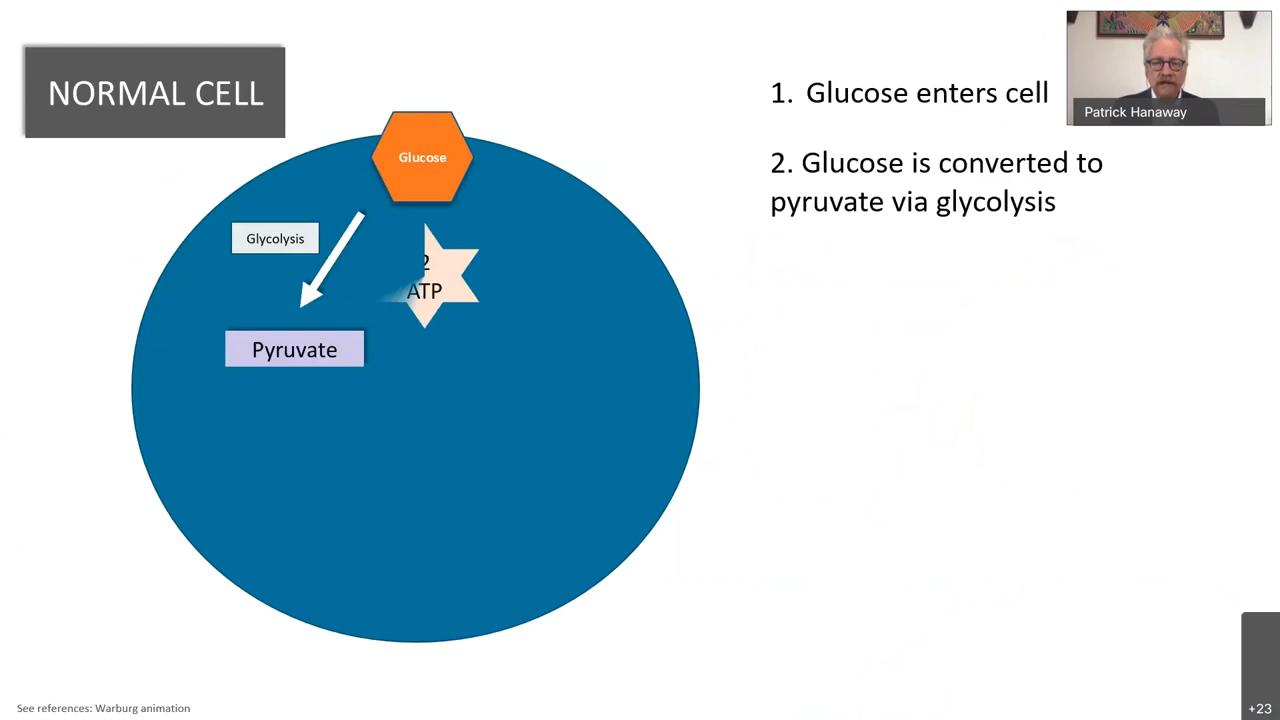 NORMAL CELL
Glucose
Glycolysis
2
ATP
Pyruvate
1. Glucose enters cell
2. Glucose is converted to
pyruvate via glycolysis
Patrick Hanaway
See references: Warburg animation
+23